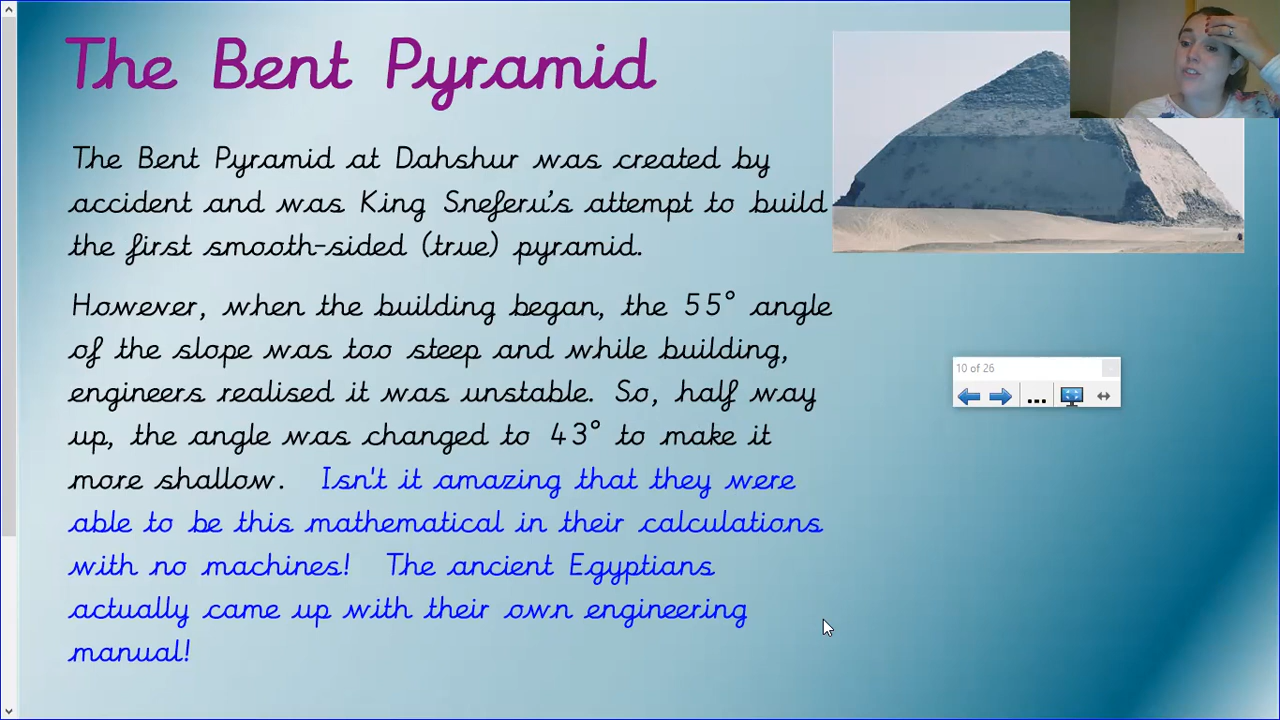 The Bent Pyramid
The Bent Pyramid at Dahshur was created by
accident and was King Sneferu's attempt to build
the first smooth-sided (true) pyramid.
However, when the building began, the 55° angle
of the slope was too steep and while building,
engineers realised it was unstable. So, half way
up, the angle was changed to 43° to make it
more shallow. Isn't it amazing that they were
able to be this mathematical in their calculations
with no machines! The ancient Egyptians
actually came up with their own engineering
manual!
10 of 26
...